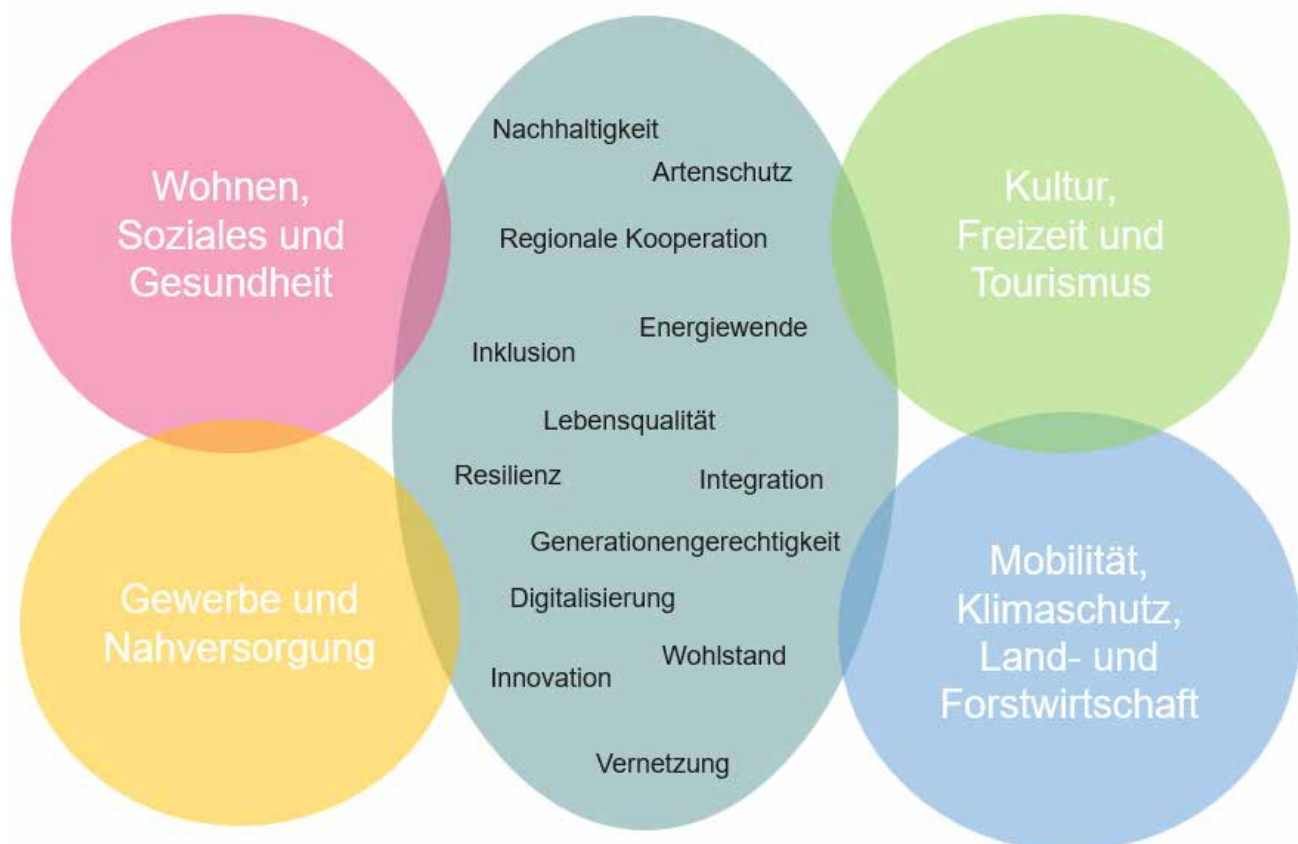 Wohnen,
Soziales und
Gesundheit
Gewerbe und
Nahversorgung
Nachhaltigkeit
Artenschutz
Regionale Kooperation
Energiewende
Inklusion
Lebensqualität
Resilienz
Integration
Generationengerechtigkeit
Digitalisierung
Wohlstand
Innovation
Vernetzung
Kultur,
Freizeit und
Tourismus
Mobilität,
Klimaschutz,
Land- und
Forstwirtschaft